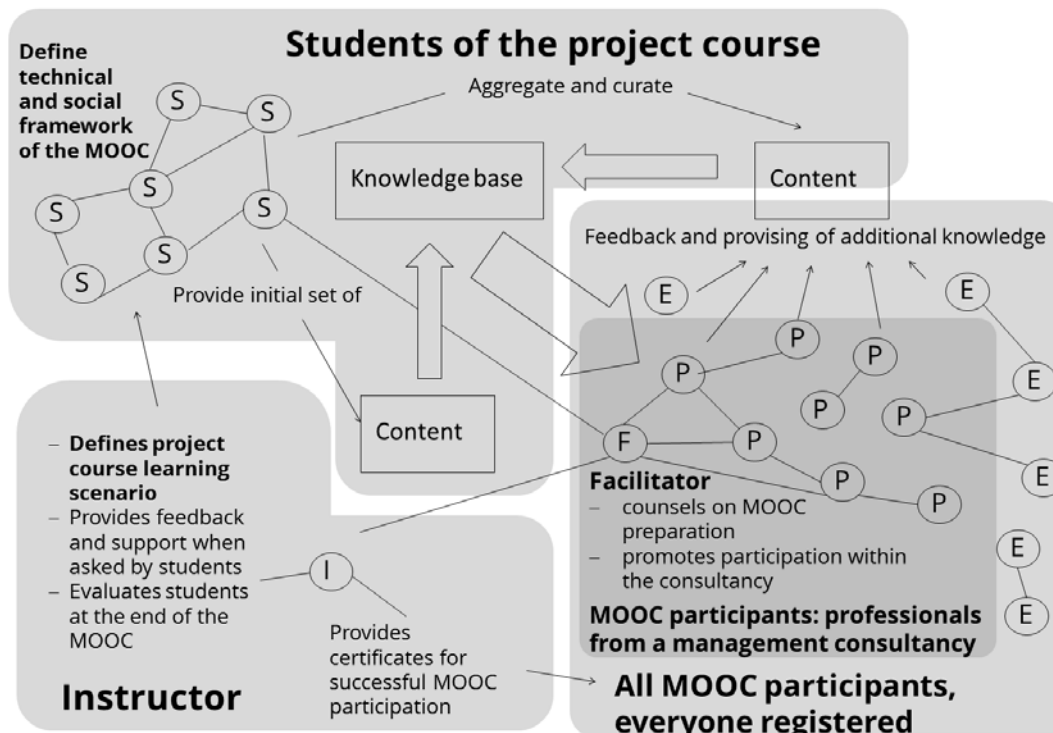 Students of the project course
Define
technical
and social
framework
of the MOOC
Aggregate and curate
S
S
S
S
S
S
S
Knowledge base
Content
Provide initial set of
Content
Feedback and provising of additional knowledge
E
E
P
P
P
E
P
P
F
P
E
P
P
E
E
Facilitator
– counsels on MOOC
preparation
– promotes participation within
the consultancy
MOOC participants: professionals
from a management consultancy
All MOOC participants,
everyone registered
– Defines project
course learning
scenario
– Provides feedback
and support when
asked by students
– Evaluates students
at the end of the
MOOC
I
Provides
certificates for
successful MOOC
participation
Instructor